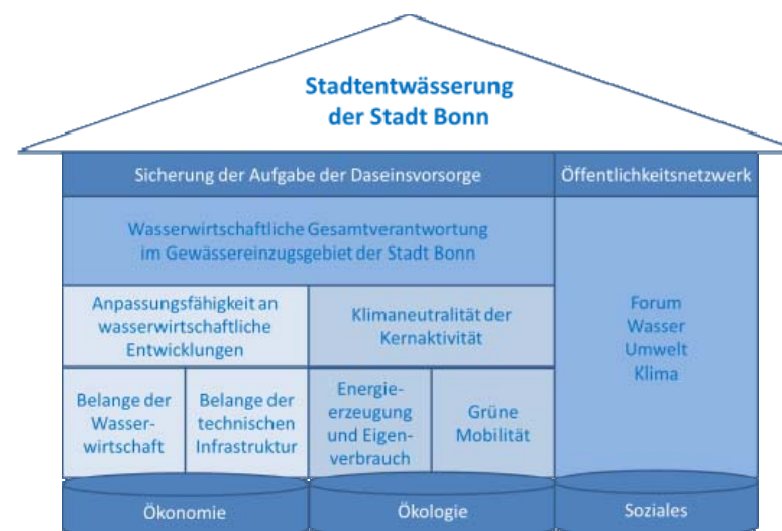 Stadtentwässerung
der Stadt Bonn
Sicherung der Aufgabe der Daseinsvorsorge
Öffentlichkeitsnetzwerk
Wasserwirtschaftliche Gesamtverantwortung
im Gewässereinzugsgebiet der Stadt Bonn
Anpassungsfähigkeit an
wasserwirtschaftliche
Entwicklungen
Klimaneutralität der
Kernaktivität
Forum
Wasser
Umwelt
Klima
Belange der
Wasser-
wirtschaft
Belange der
technischen
Infrastruktur
Energie-
erzeugung
und Eigen-
verbrauch
Grüne
Mobilität
Ökonomie
Ökologie
Soziales